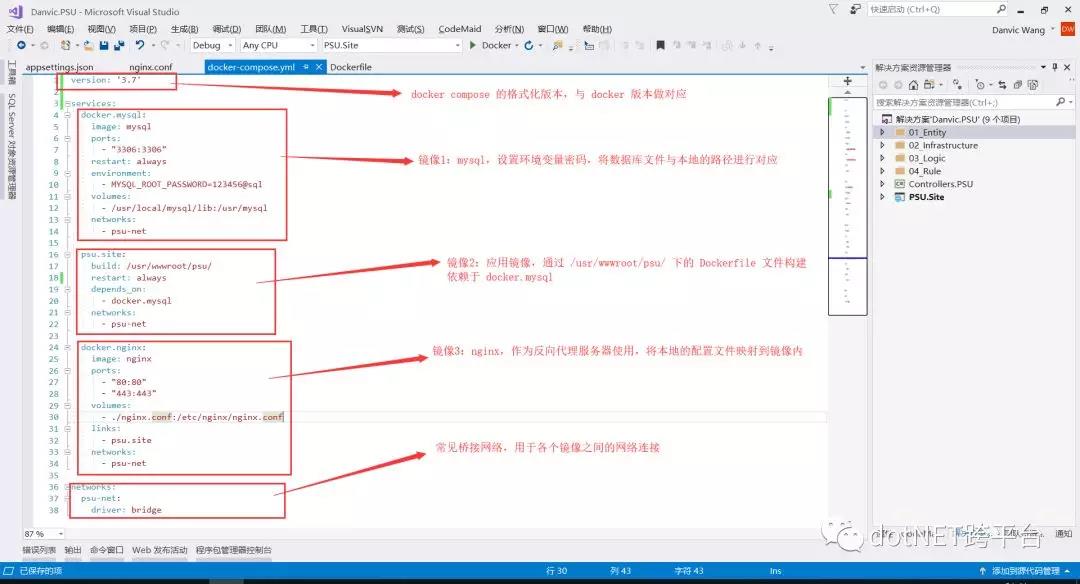 Danvic.PSU - Microsoft Visual Studio
快速启动 (Ctrl+Q)
文件(F) 编辑(E) 视图(V) 项目(P) 生成(B) 调试(D) 团队(M) 工具(T) VisualSVN 测试(S) CodeMaid 分析(N) 窗口(W) 帮助(H)
Danvic Wang DW
Debug Any CPU PSU.Site Docker
appsettings.json nginx.conf docker-compose.yml Dockerfile
工具箱
SQL Server 对象资源管理器
1 version: '3.7'
2
3 services:
4 docker.mysql:
5 image: mysql
6 ports:
7 - "3306:3306"
8 restart: always
9 environment:
10 - MYSQL_ROOT_PASSWORD=123456@sql
11 volumes:
12 - /usr/local/mysql/lib:/usr/mysql
13 networks:
14 - psu-net
15
16 psu.site:
17 build: /usr/wwwroot/psu/
18 restart: always
19 depends_on:
20 - docker.mysql
21 networks:
22 - psu-net
23
24 docker.nginx:
25 image: nginx
26 ports:
27 - "80:80"
28 - "443:443"
29 volumes:
30 - ./nginx.conf:/etc/nginx/nginx.conf
31 links:
32 - psu.site
33 networks:
34 - psu-net
35
36 networks:
37 psu-net:
38 driver: bridge
docker compose 的格式化版本，与 docker 版本做对应
镜像1：mysql，设置环境变量密码，将数据库文件与本地的路径进行对应
镜像2：应用镜像，通过 /usr/wwwroot/psu/ 下的 Dockerfile 文件构建
依赖于 docker.mysql
镜像3：nginx，作为反向代理服务器使用，将本地的配置文件映射到镜像内
常见桥接网络，用于各个镜像之间的网络连接
解决方案资源管理器
搜索解决方案资源管理器(Ctrl+;)
解决方案'Danvic.PSU' (9 个项目)
01_Entity
02_Infrastructure
03_Logic
04_Rule
Controllers.PSU
PSU.Site
87 %
dotNET跨平台
通知
错误列表 输出 命令窗口 Web 发布活动 程序包管理器控制台
已保存的项 行 30 列 43 字符 43 Ins 添加到源代码管理